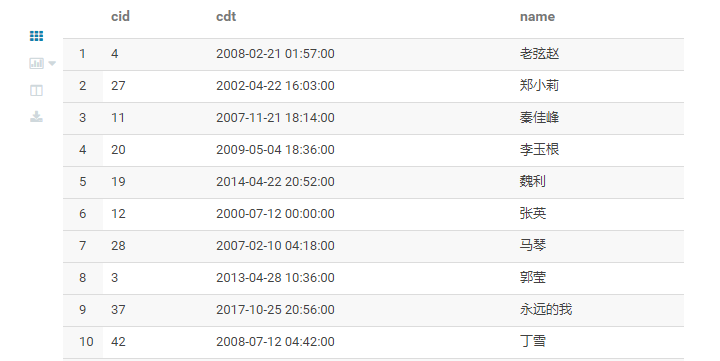 cid cdt name
1 4 2008-02-21 01:57:00 老弦赵
2 27 2002-04-22 16:03:00 郑小莉
3 11 2007-11-21 18:14:00 秦佳峰
4 20 2009-05-04 18:36:00 李玉根
5 19 2014-04-22 20:52:00 魏利
6 12 2000-07-12 00:00:00 张英
7 28 2007-02-10 04:18:00 马琴
8 3 2013-04-28 10:36:00 郭莹
9 37 2017-10-25 20:56:00 永远的我
10 42 2008-07-12 04:42:00 丁雪